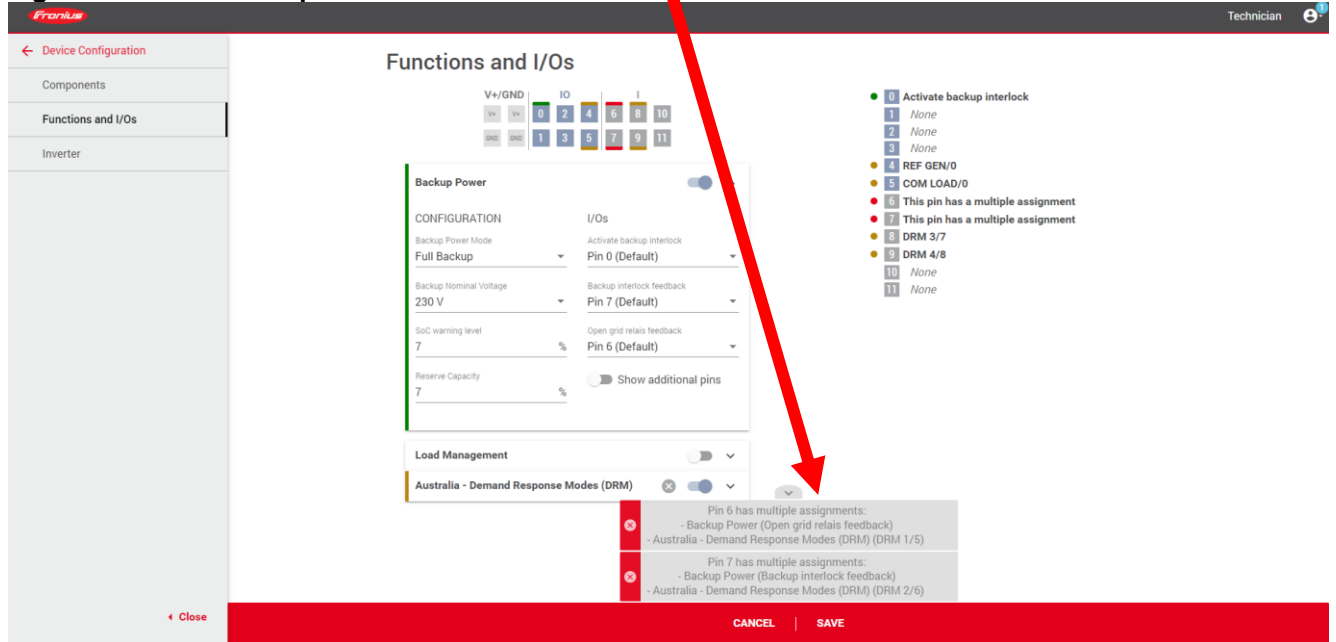 Fronius
Technician
1
Device Configuration
Components
Functions and I/Os
Inverter
Close
Functions and I/Os
V+/GND IO I
V+ V+ 0 2 4 6 8 10
GND GND 1 3 5 7 9 11
Backup Power
CONFIGURATION
I/Os
Backup Power Mode
Full Backup
Activate backup interlock
Pin 0 (Default)
Backup Nominal Voltage
230 V
Backup interlock feedback
Pin 7 (Default)
SoC warning level
7 %
Open grid relais feedback
Pin 6 (Default)
Reserve Capacity
7 %
Show additional pins
Load Management
Australia - Demand Response Modes (DRM)
0 Activate backup interlock
1 None
2 None
3 None
4 REF GEN/0
5 COM LOAD/0
6 This pin has a multiple assignment
7 This pin has a multiple assignment
8 DRM 3/7
9 DRM 4/8
10 None
11 None
Pin 6 has multiple assignments:
- Backup Power (Open grid relais feedback)
- Australia - Demand Response Modes (DRM) (DRM 1/5)
Pin 7 has multiple assignments:
- Backup Power (Backup interlock feedback)
- Australia - Demand Response Modes (DRM) (DRM 2/6)
CANCEL | SAVE